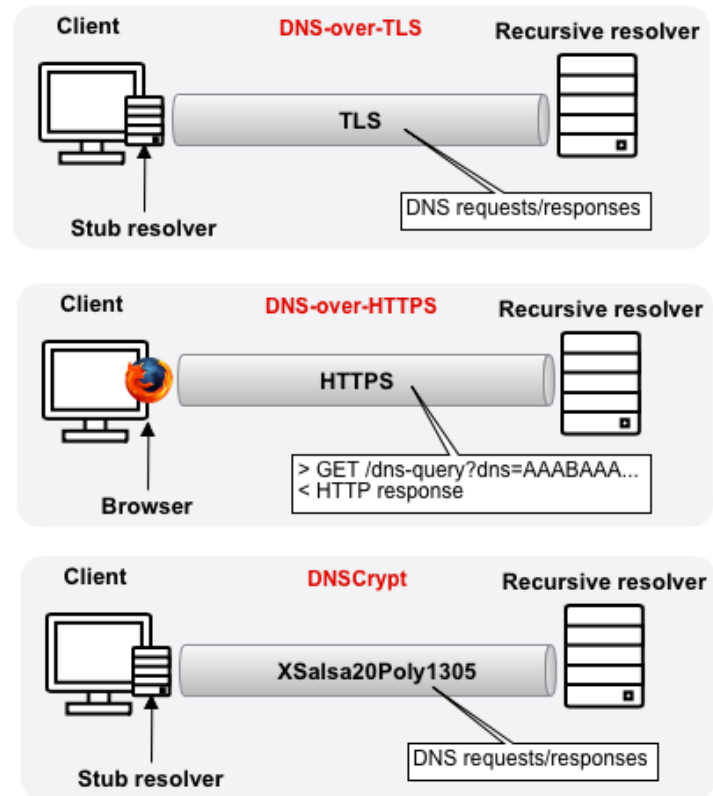 Client
DNS-over-TLS
Recursive resolver
TLS
DNS requests/responses
Stub resolver
Client
DNS-over-HTTPS
Recursive resolver
HTTPS
> GET /dns-query?dns=AAABAAA...
< HTTP response
Browser
Client
DNSCrypt
Recursive resolver
XSalsa20Poly1305
DNS requests/responses
Stub resolver